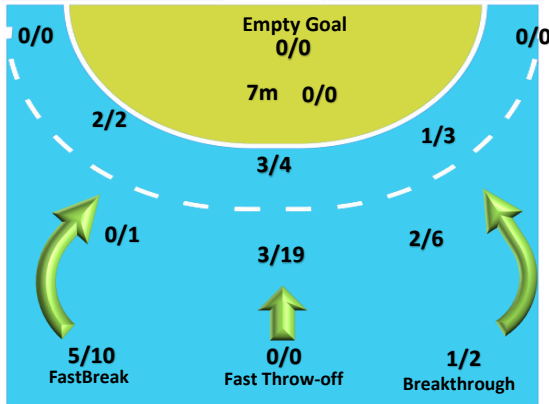 Empty Goal
0/0
0/0
0/0
7m 0/0
2/2
1/3
3/4
0/1
2/6
3/19
5/10
FastBreak
0/0
Fast Throw-off
1/2
Breakthrough